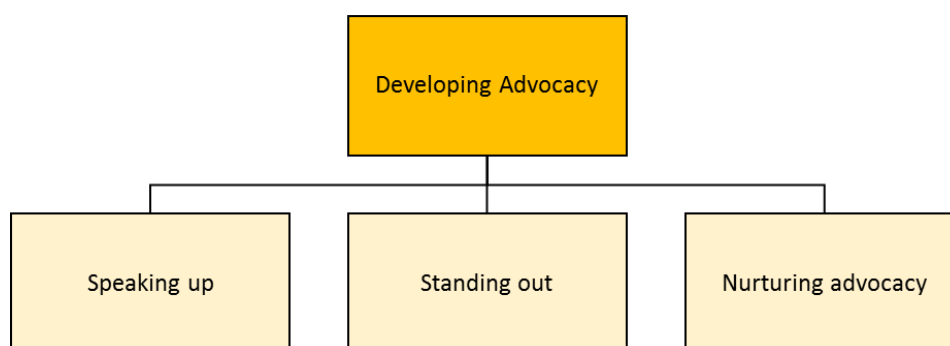 Developing Advocacy
Speaking up
Standing out
Nurturing advocacy